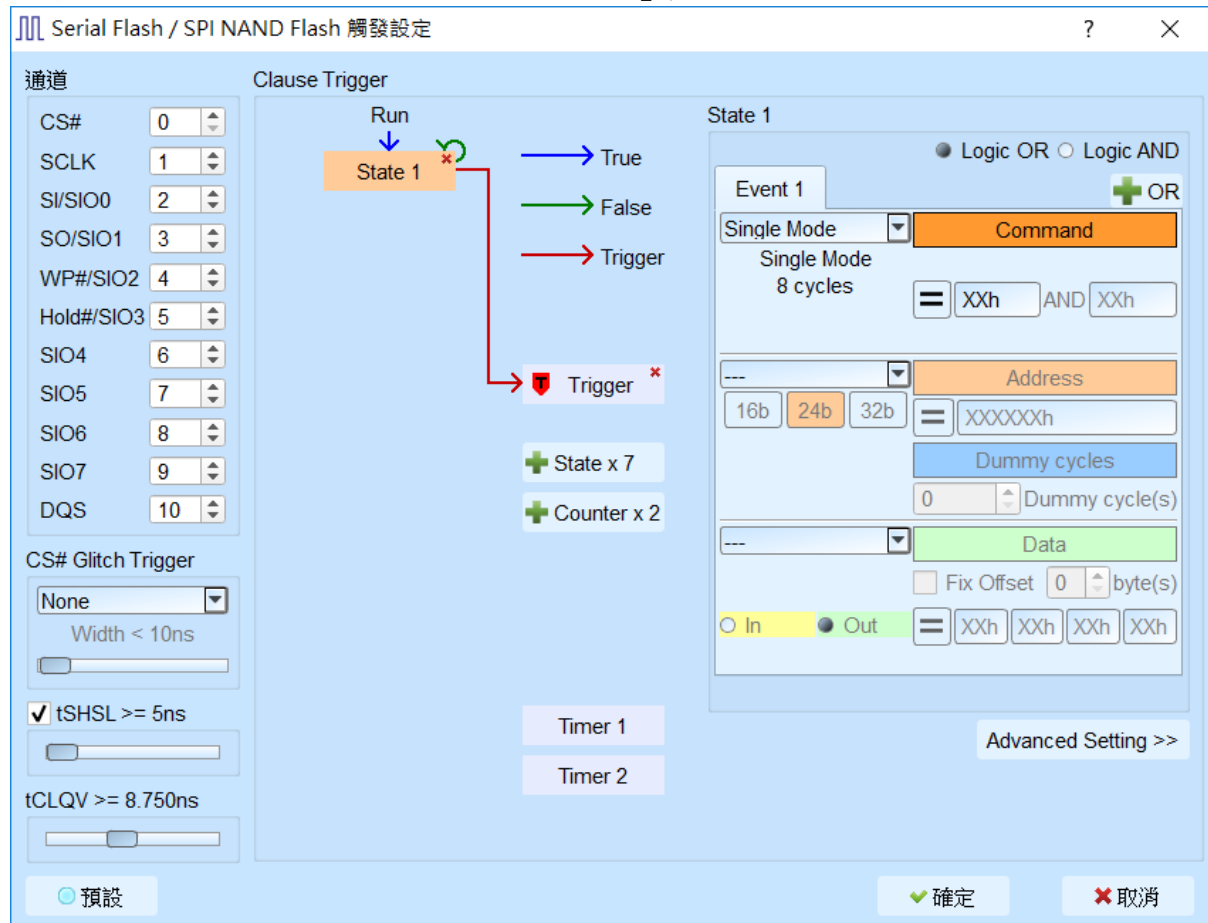 Serial Flash / SPI NAND Flash 觸發設定
?
通道
CS# 0
SCLK 1
SI/SIO0 2
SO/SIO1 3
WP#/SIO2 4
Hold#/SIO3 5
SIO4 6
SIO5 7
SIO6 8
SIO7 9
DQS 10
CS# Glitch Trigger
None
Width < 10ns
tSHSL >= 5ns
tCLQV >= 8.750ns
Clause Trigger
Run
State 1
True
False
Trigger
T Trigger
State x 7
Counter x 2
Timer 1
Timer 2
State 1
Logic OR Logic AND
Event 1 OR
Single Mode Command
Single Mode
8 cycles
= XXh AND XXh
--- Address
16b 24b 32b = XXXXXXh
Dummy cycles
0 Dummy cycle(s)
--- Data
Fix Offset 0 byte(s)
In Out = XXh XXh XXh XXh
Advanced Setting >>
預設 確定 取消